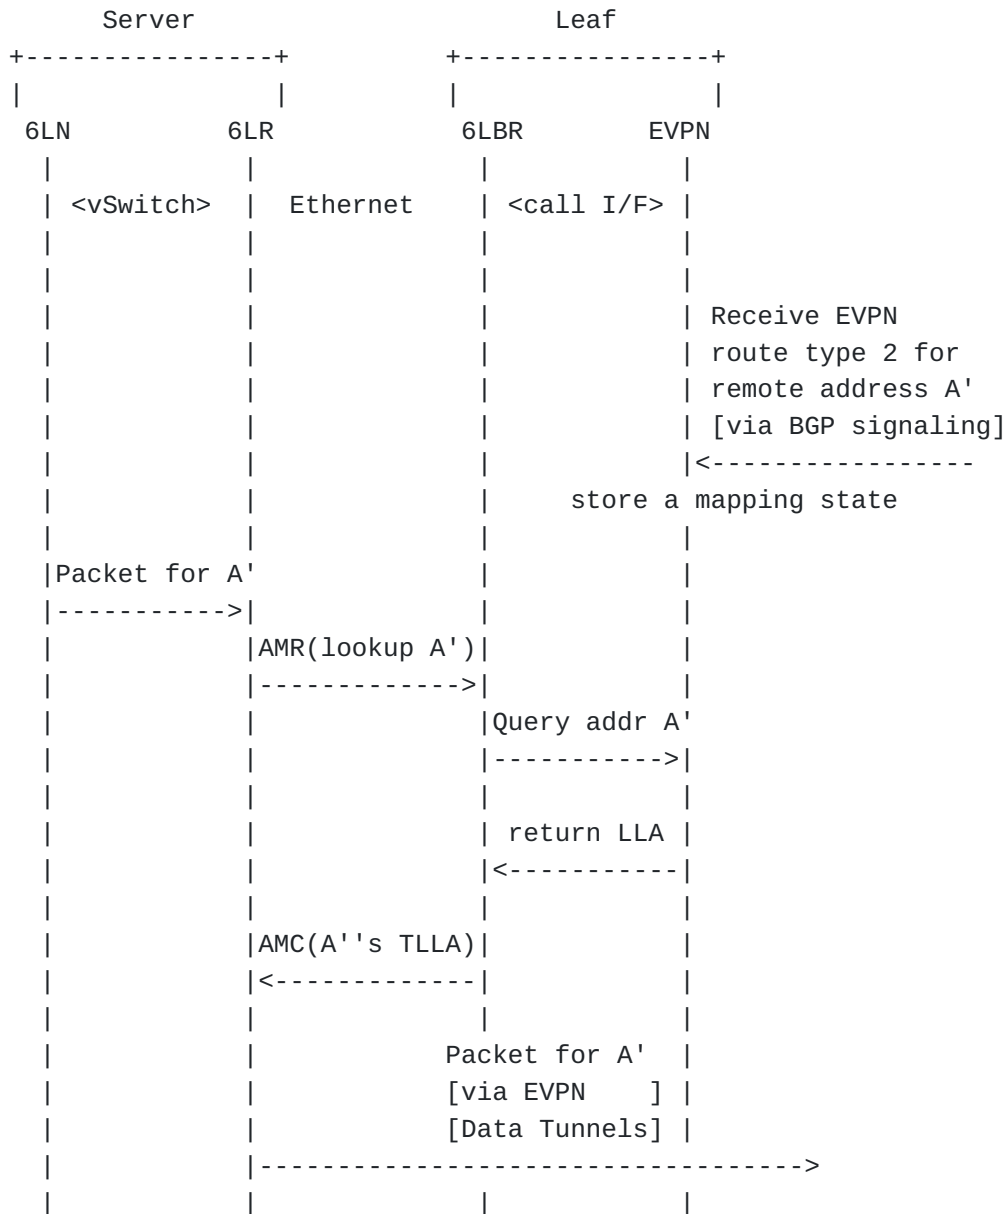 Server Leaf
+----------------+ +----------------+
| | | |
6LN 6LR 6LBR EVPN
| | | |
| <vSwitch> | Ethernet | <call I/F> |
| | | |
| | | |
| | | | Receive EVPN
| | | | route type 2 for
| | | | remote address A'
| | | | [via BGP signaling]
| | | |<------------------
| | | store a mapping state
| | | |
|Packet for A' | |
|----------->| | |
| |AMR(lookup A')| |
| |------------->| |
| | |Query addr A'
| | |----------->|
| | | |
| | | return LLA |
| | |<-----------|
| | | |
| |AMC(A''s TLLA)| |
| |<-------------| |
| | | |
| | Packet for A' |
| | [via EVPN ] |
| | [Data Tunnels] |
| |----------------------------------->
| | | |